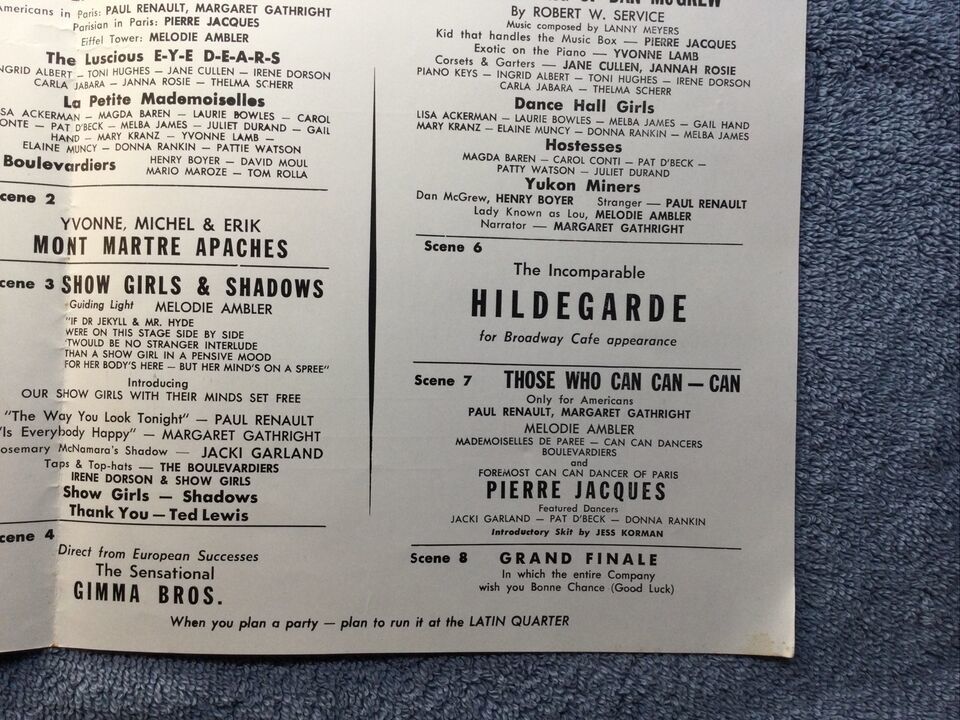 Americans in Paris: PAUL RENAULT, MARGARET GATHRIGHT
Parisian in Paris: PIERRE JACQUES
Eiffel Tower: MELODIE AMBLER
The Luscious E-Y-E D-E-A-R-S
INGRID ALBERT – TONI HUGHES – JANE CULLEN – IRENE DORSON
CARLA JABARA – JANNA ROSIE – THELMA SCHERR
La Petite Mademoiselles
ISA ACKERMAN – MAGDA BAREN – LAURIE BOWLES – CAROL
ONTE – PAT D'BECK – MELBA JAMES – JULIET DURAND – GAIL
HAND – MARY KRANZ – YVONNE LAMB –
ELAINE MUNCY – DONNA RANKIN – PATTIE WATSON
Boulevardiers HENRY BOYER – DAVID MOUL
MARIO MAROZE – TOM ROLLA
cene 2
YVONNE, MICHEL & ERIK
MONT MARTRE APACHES
cene 3 SHOW GIRLS & SHADOWS
Guiding Light MELODIE AMBLER
"IF DR JEKYLL & MR. HYDE
WERE ON THIS STAGE SIDE BY SIDE
'TWOULD BE NO STRANGER INTERLUDE
THAN A SHOW GIRL IN A PENSIVE MOOD
FOR HER BODY'S HERE — BUT HER MIND'S ON A SPREE"
Introducing
OUR SHOW GIRLS WITH THEIR MINDS SET FREE
"The Way You Look Tonight" — PAUL RENAULT
"Is Everybody Happy" — MARGARET GATHRIGHT
osemary McNamara's Shadow — JACKI GARLAND
Taps & Top-hats — THE BOULEVARDIERS
IRENE DORSON & SHOW GIRLS
Show Girls — Shadows
Thank You — Ted Lewis
cene 4
Direct from European Successes
The Sensational
GIMMA BROS.
OF DAN McGREW
By ROBERT W. SERVICE
Music composed by LANNY MEYERS
Kid that handles the Music Box — PIERRE JACQUES
Exotic on the Piano — YVONNE LAMB
Corsets & Garters — JANE CULLEN, JANNAH ROSIE
PIANO KEYS – INGRID ALBERT – TONI HUGHES – IRENE DORSON
CARLA JABARA – THELMA SCHERR
Dance Hall Girls
LISA ACKERMAN – LAURIE BOWLES – MELBA JAMES – GAIL HAND
MARY KRANZ – ELAINE MUNCY – DONNA RANKIN – MELBA JAMES
Hostesses
MAGDA BAREN – CAROL CONTI – PAT D'BECK –
PATTY WATSON – JULIET DURAND
Yukon Miners
Dan McGrew, HENRY BOYER Stranger — PAUL RENAULT
Lady Known as Lou, MELODIE AMBLER
Narrator — MARGARET GATHRIGHT
Scene 6
The Incomparable
HILDEGARDE
for Broadway Cafe appearance
Scene 7 THOSE WHO CAN CAN — CAN
Only for Americans
PAUL RENAULT, MARGARET GATHRIGHT
MELODIE AMBLER
MADEMOISELLES DE PAREE – CAN CAN DANCERS
BOULEVARDIERS
and
FOREMOST CAN CAN DANCER OF PARIS
PIERRE JACQUES
Featured Dancers
JACKI GARLAND – PAT D'BECK – DONNA RANKIN
Introductory Skit by JESS KORMAN
Scene 8 GRAND FINALE
In which the entire Company
wish you Bonne Chance (Good Luck)
When you plan a party — plan to run it at the LATIN QUARTER